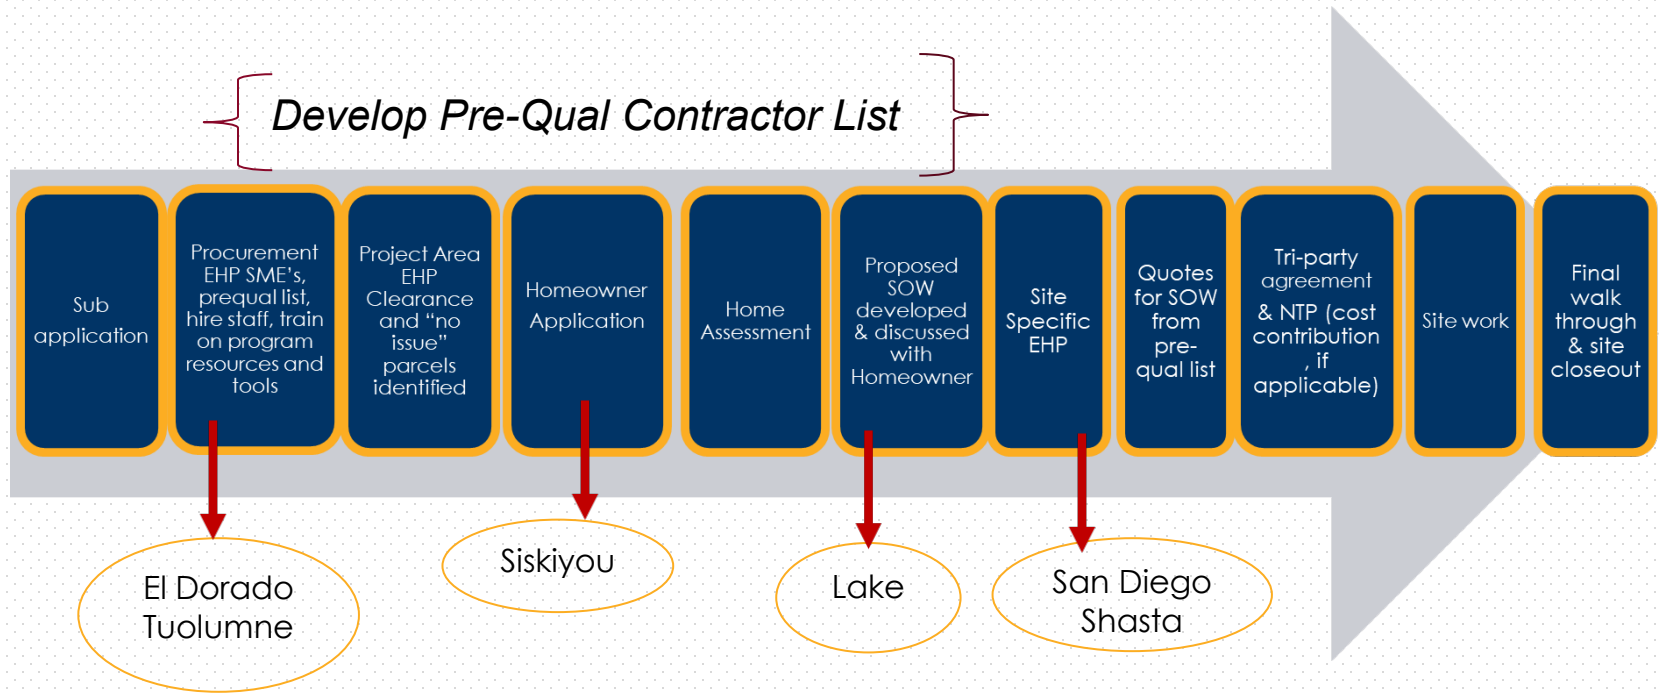 Develop Pre-Qual Contractor List
Sub
application
Procurement
EHP SME's,
prequal list,
hire staff, train
on program
resources and
tools
Project Area
EHP
Clearance
and “no
issue”
parcels
identified
Homeowner
Application
Home
Assessment
Proposed
SOW
developed
& discussed
with
Homeowner
Site
Specific
EHP
Quotes
for SOW
from
pre-
qual list
Tri-party
agreement
& NTP (cost
contribution
, if
applicable)
Site work
Final
walk
through
& site
closeout
El Dorado
Tuolumne
Siskiyou
Lake
San Diego
Shasta